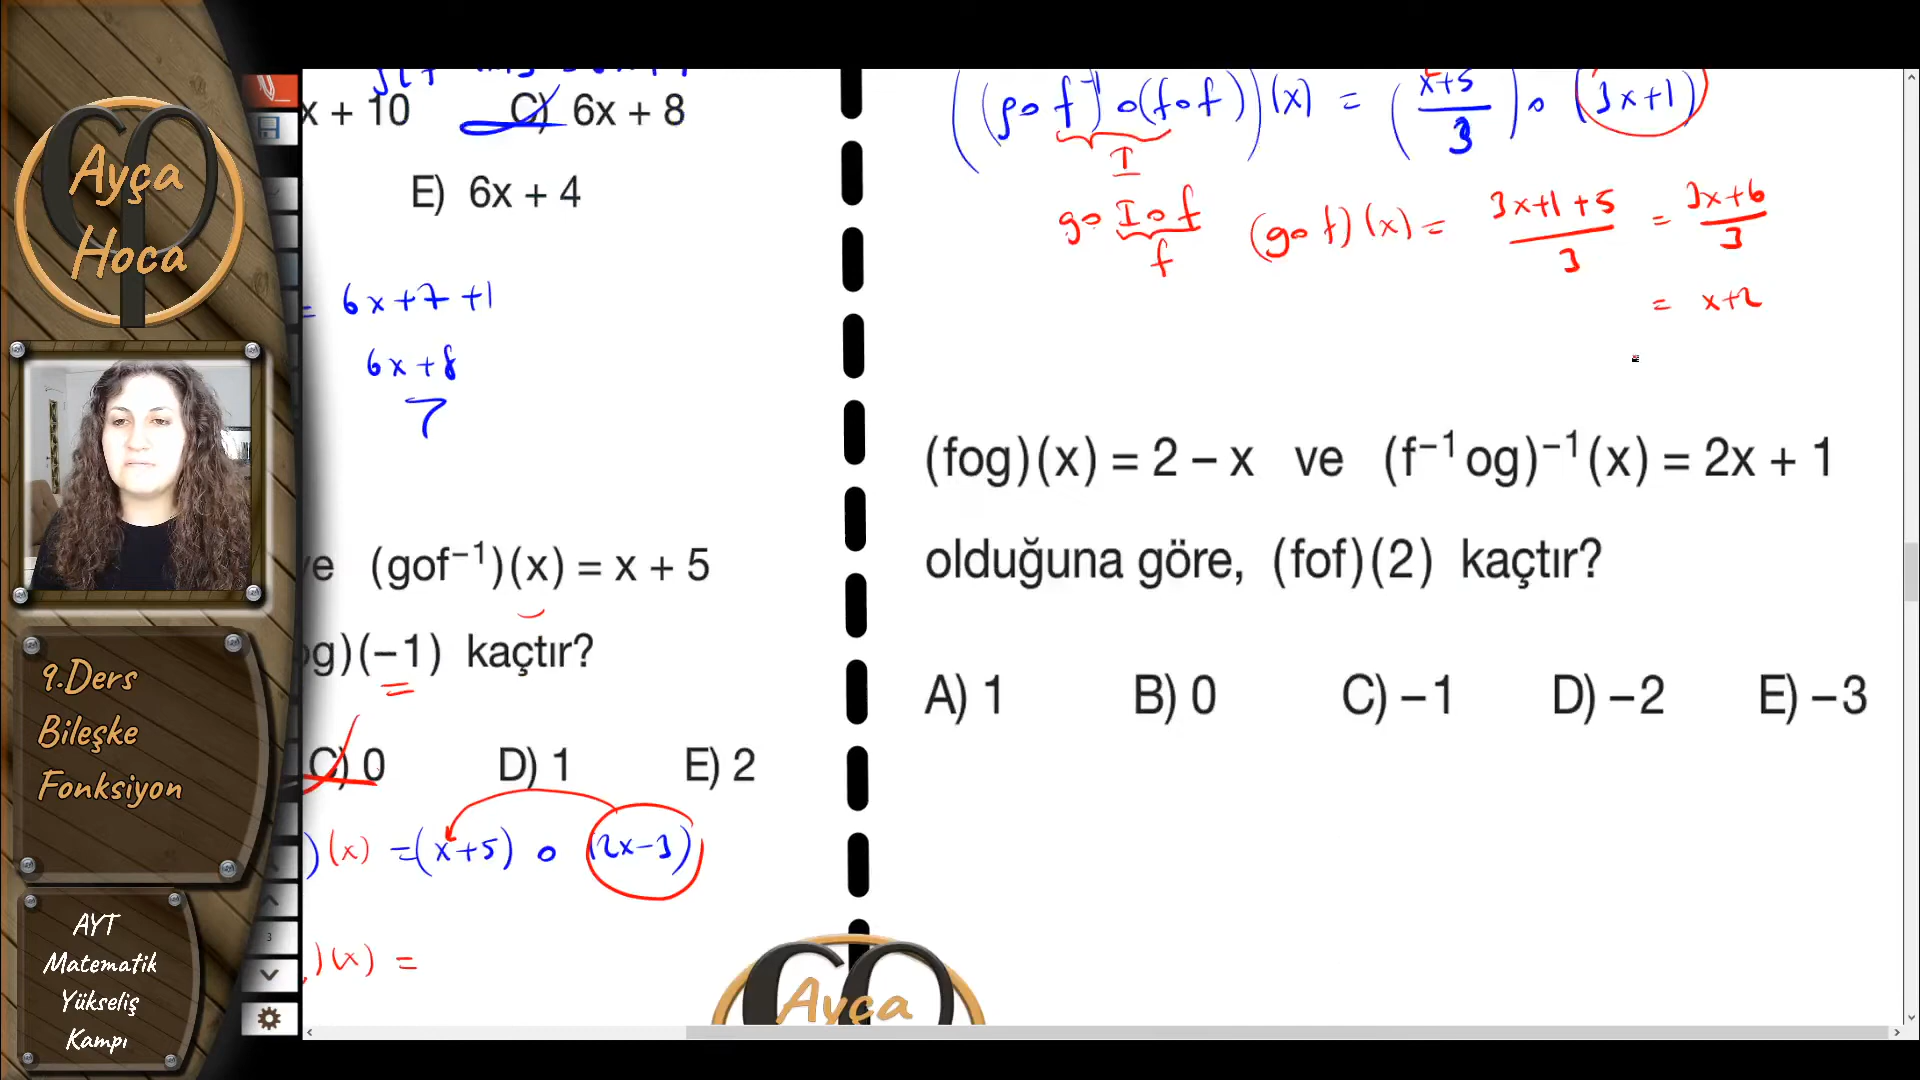 Ayça
Hoca
9.Ders
Bileşke
Fonksiyon
AYT
Matematik
Yükseliş
Kampı
3
x + 10 C) 6x + 8
E) 6x + 4
= 6x+7+1
6x+8
7
ve (gof⁻¹)(x) = x + 5
og)(−1) kaçtır?
C) 0 D) 1 E) 2
)(x) = (x+5) o (2x-3)
)(x) =
((gof⁻¹)o(fof))(x) = (x+5/3) o (3x+1)
I
goIof (gof)(x) = 3x+1+5/3 = 3x+6/3
f
= x+2
(fog)(x) = 2 – x ve (f⁻¹og)⁻¹(x) = 2x + 1
olduğuna göre, (fof)(2) kaçtır?
A) 1 B) 0 C) −1 D) −2 E) −3
Ayça